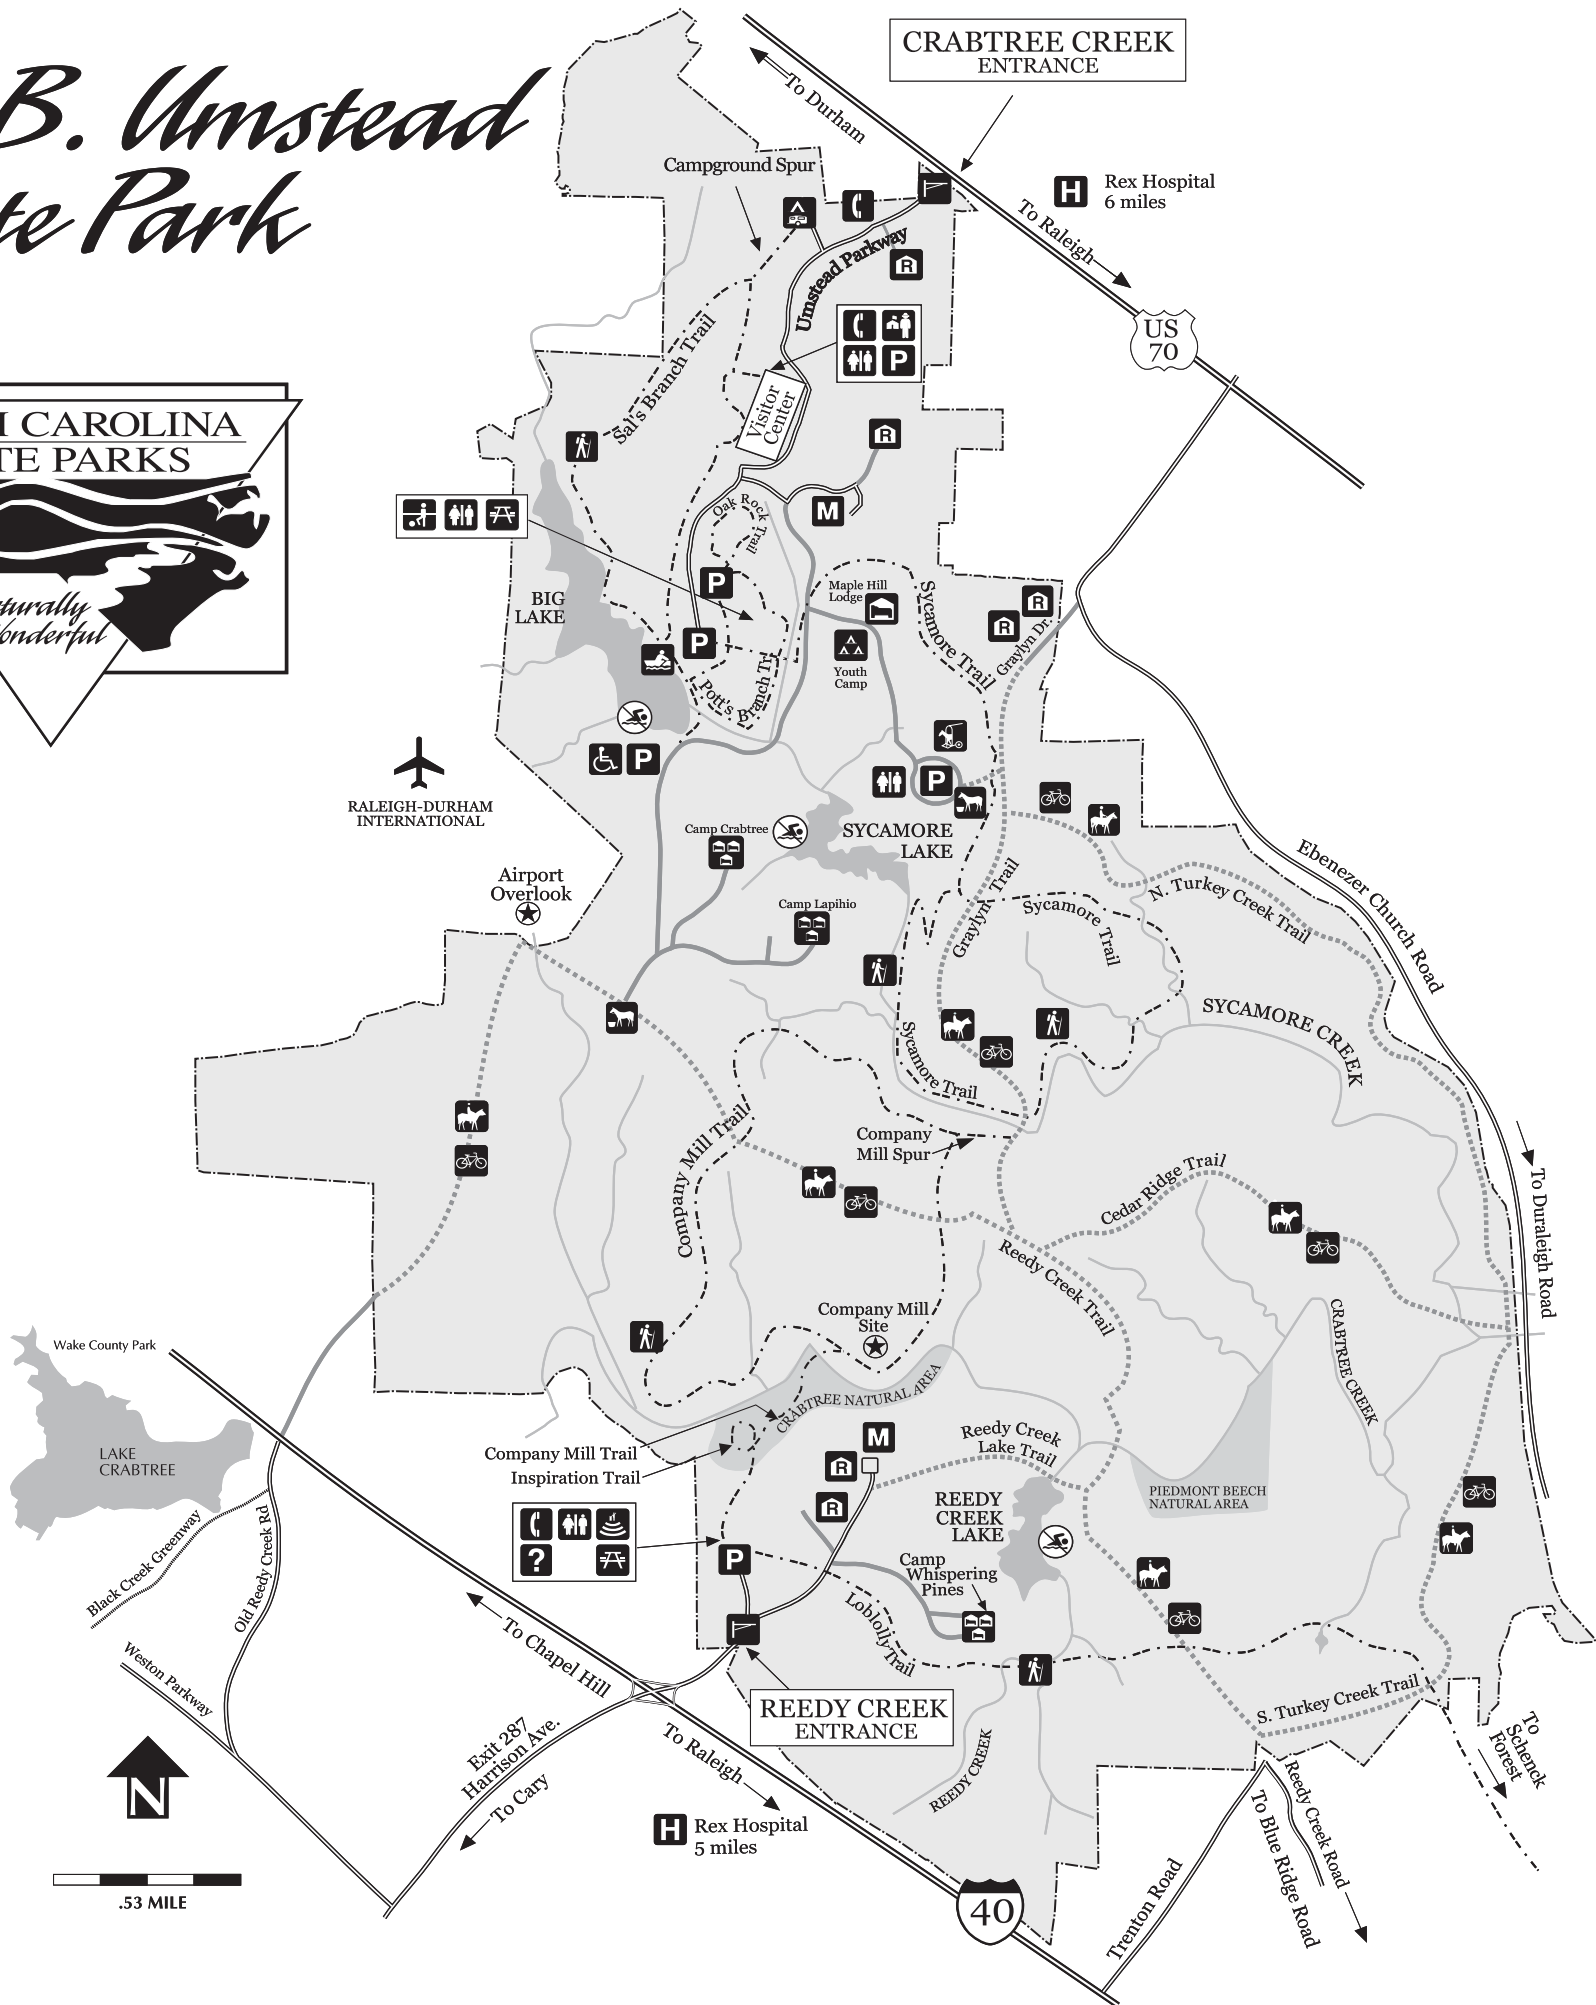 B. Umstead
te Park
CAROLINA
TE PARKS
turally
onderful
CRABTREE CREEK
ENTRANCE
To Durham
Campground Spur
H
Rex Hospital
6 miles
To Raleigh
Umstead Parkway
R
US
70
P
Sal's Branch Trail
Visitor
Center
R
M
Oak Rock
Trail
P
BIG
LAKE
Maple Hill
Lodge
Sycamore Trail
R
R
Graylyn Dr.
P
Youth
Camp
Pott's Branch Tr.
P
RALEIGH-DURHAM
INTERNATIONAL
P
Camp Crabtree
SYCAMORE
LAKE
Airport
Overlook
Camp Lapihio
Graylyn Trail
Sycamore Trail
N. Turkey Creek Trail
Ebenezer Church Road
SYCAMORE CREEK
Sycamore Trail
Company Mill Trail
Company
Mill Spur
Cedar Ridge Trail
To Duraleigh Road
Reedy Creek Trail
Company Mill
Site
CRABTREE CREEK
Wake County Park
LAKE
CRABTREE
CRABTREE NATURAL AREA
Company Mill Trail
Inspiration Trail
M
R
R
Reedy Creek
Lake Trail
PIEDMONT BEECH
NATURAL AREA
REEDY
CREEK
LAKE
?
P
Camp
Whispering
Pines
Black Creek Greenway
Old Reedy Creek Rd
Weston Parkway
Loblolly Trail
To Chapel Hill
REEDY CREEK
ENTRANCE
S. Turkey Creek Trail
To
Schenck
Forest
Exit 287
Harrison Ave.
To Cary
To Raleigh
REEDY CREEK
N
H
Rex Hospital
5 miles
.53 MILE
40
Trenton Road
To Blue Ridge Road
Reedy Creek Road